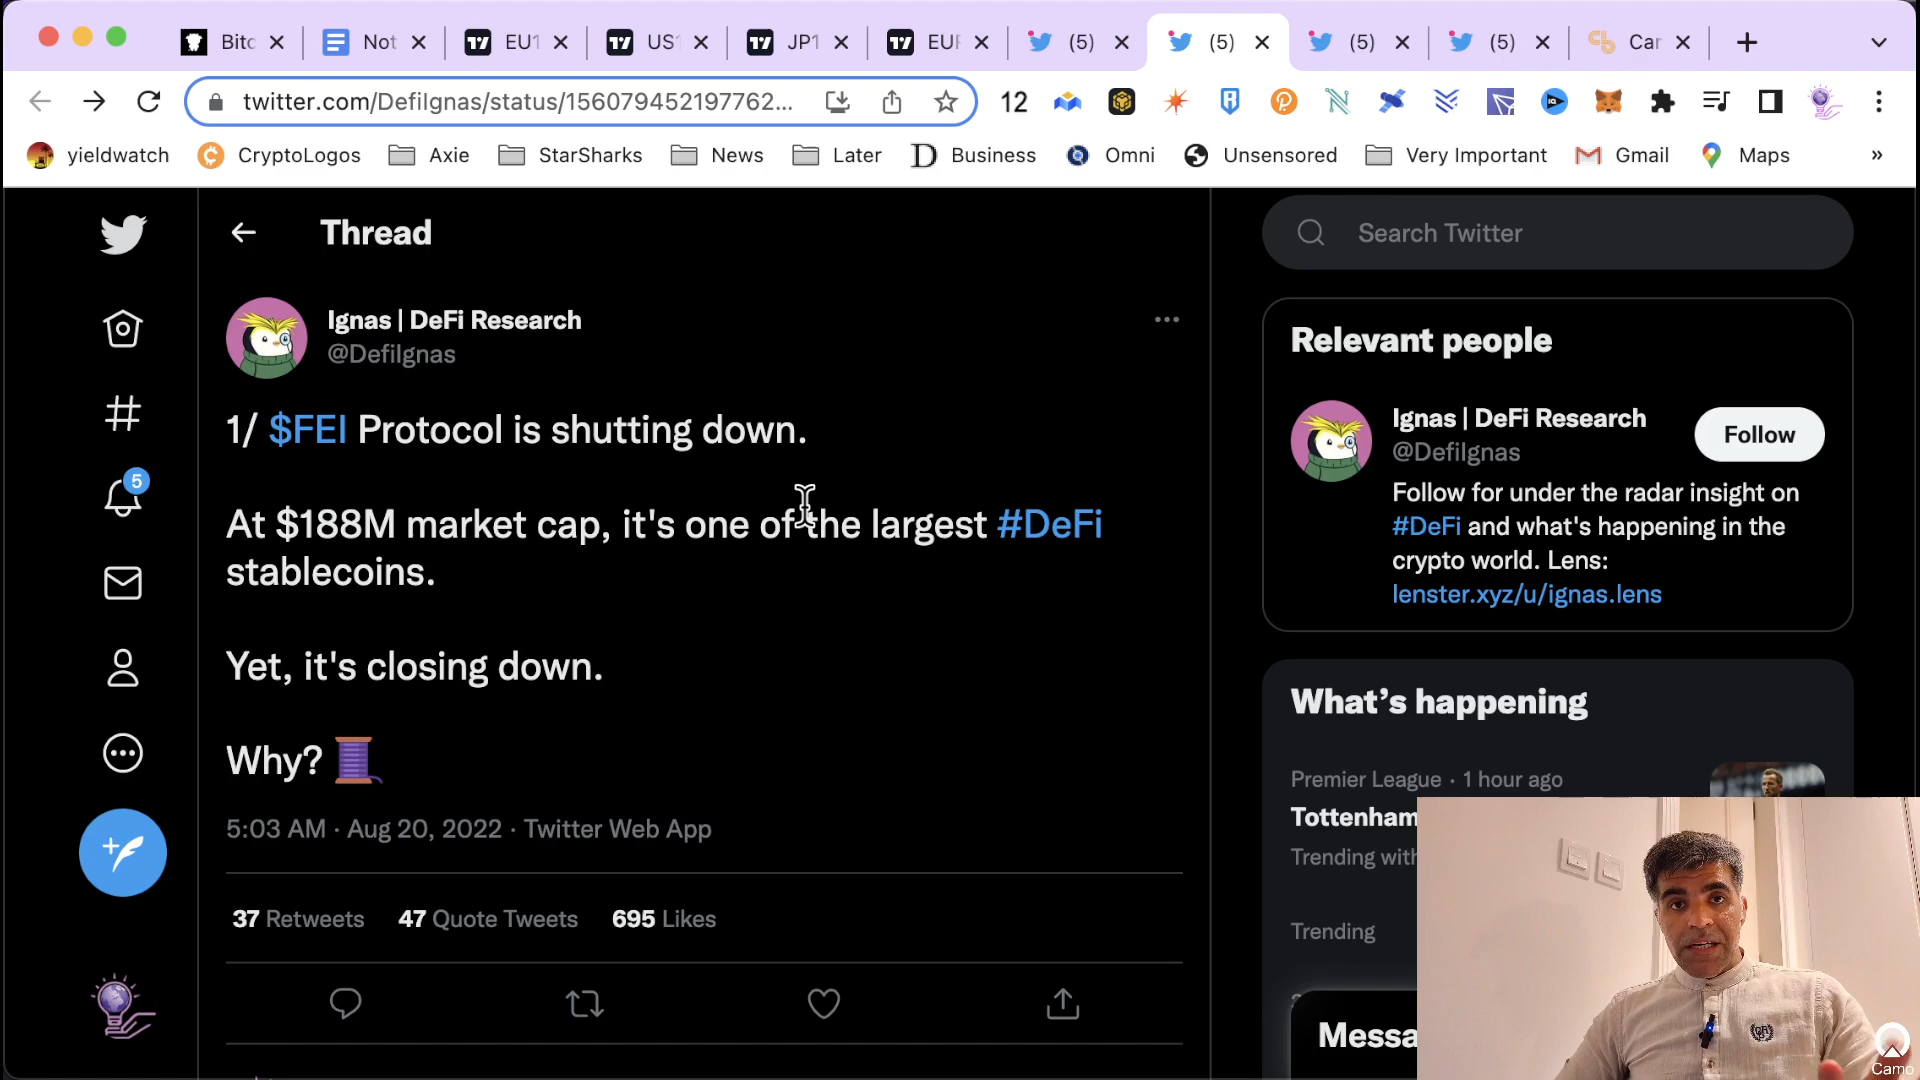 Bitc
Not
EU1
US1
JP1
EUR
(5)
(5)
(5)
(5)
Car
twitter.com/DefiIgnas/status/156079452197762...
12
yieldwatch
CryptoLogos
Axie
StarSharks
News
Later
Business
Omni
Unsensored
Very Important
Gmail
Maps
»
Thread
Search Twitter
Ignas | DeFi Research
@DefiIgnas
1/ $FEI Protocol is shutting down.
At $188M market cap, it's one of the largest #DeFi
stablecoins.
Yet, it's closing down.
Why?
5:03 AM · Aug 20, 2022 · Twitter Web App
37 Retweets 47 Quote Tweets 695 Likes
5
Relevant people
Ignas | DeFi Research
@DefiIgnas
Follow
Follow for under the radar insight on
#DeFi and what's happening in the
crypto world. Lens:
lenster.xyz/u/ignas.lens
What's happening
Premier League · 1 hour ago
Tottenham
Trending with
Trending
Messa
Camo